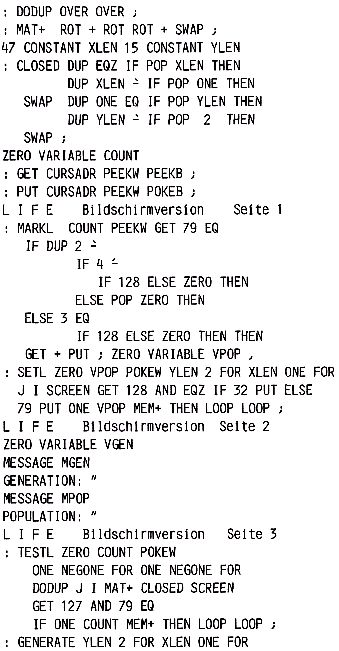 : DODUP OVER OVER ;
: MAT+ ROT + ROT ROT + SWAP ;
47 CONSTANT XLEN 15 CONSTANT YLEN
: CLOSED DUP EQZ IF POP XLEN THEN
DUP XLEN ≐ IF POP ONE THEN
SWAP DUP ONE EQ IF POP YLEN THEN
DUP YLEN ≐ IF POP 2 THEN
SWAP ;
ZERO VARIABLE COUNT
: GET CURSADR PEEKW PEEKB ;
: PUT CURSADR PEEKW POKEB ;
L I F E Bildschirmversion Seite 1
: MARKL COUNT PEEKW GET 79 EQ
IF DUP 2 ≐
IF 4 ≐
IF 128 ELSE ZERO THEN
ELSE POP ZERO THEN
ELSE 3 EQ
IF 128 ELSE ZERO THEN THEN
GET + PUT ; ZERO VARIABLE VPOP ,
: SETL ZERO VPOP POKEW YLEN 2 FOR XLEN ONE FOR
J I SCREEN GET 128 AND EQZ IF 32 PUT ELSE
79 PUT ONE VPOP MEM+ THEN LOOP LOOP ;
L I F E Bildschirmversion Seite 2
ZERO VARIABLE VGEN
MESSAGE MGEN
GENERATION: "
MESSAGE MPOP
POPULATION: "
L I F E Bildschirmversion Seite 3
: TESTL ZERO COUNT POKEW
ONE NEGONE FOR ONE NEGONE FOR
DODUP J I MAT+ CLOSED SCREEN
GET 127 AND 79 EQ
IF ONE COUNT MEM+ THEN LOOP LOOP ;
: GENERATE YLEN 2 FOR XLEN ONE FOR